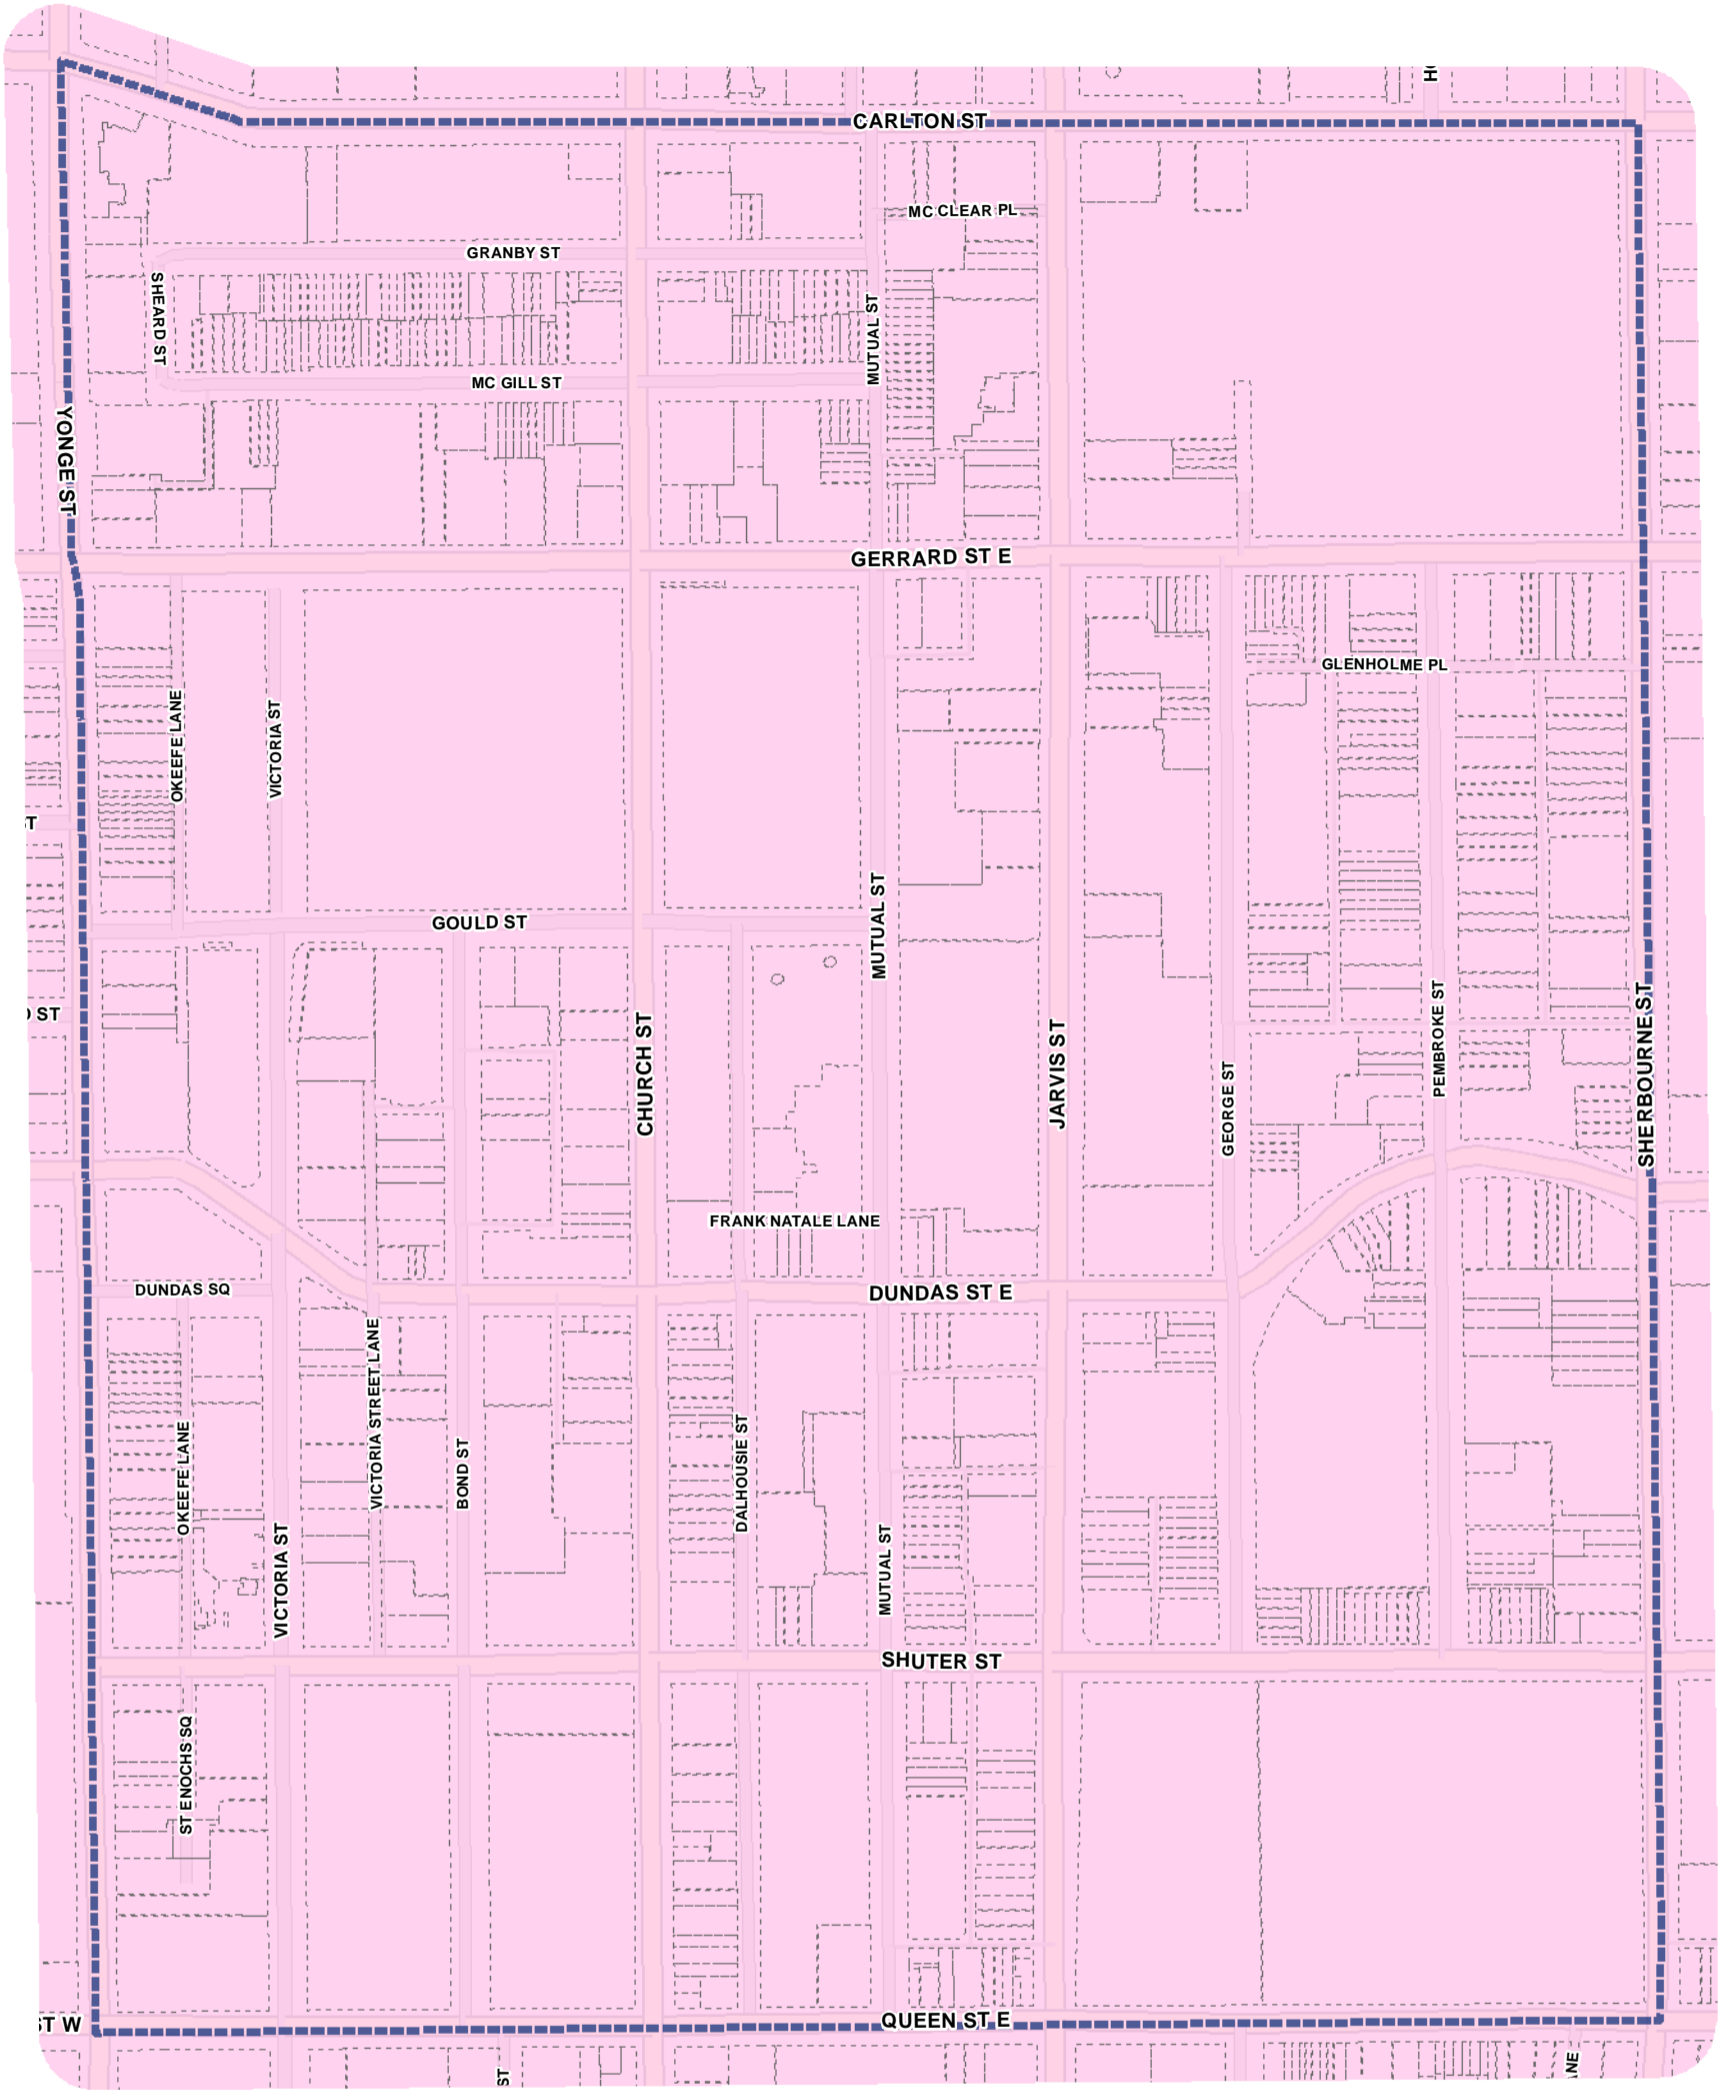 H
CARLTON ST
MC CLEAR PL
GRANBY ST
SHEARD ST
MUTUAL ST
MC GILL ST
YONGE ST
GERRARD ST E
GLENHOLME PL
OKEEFE LANE
VICTORIA ST
ST
MUTUAL ST
GOULD ST
ST
CHURCH ST
JARVIS ST
GEORGE ST
PEMBROKE ST
SHERBOURNE ST
FRANK NATALE LANE
DUNDAS SQ
DUNDAS ST E
VICTORIA STREET LANE
OKEEFE LANE
BOND ST
DALHOUSIE ST
VICTORIA ST
MUTUAL ST
SHUTER ST
ST ENOCHS SQ
QUEEN ST E
ST W
ST
ANE